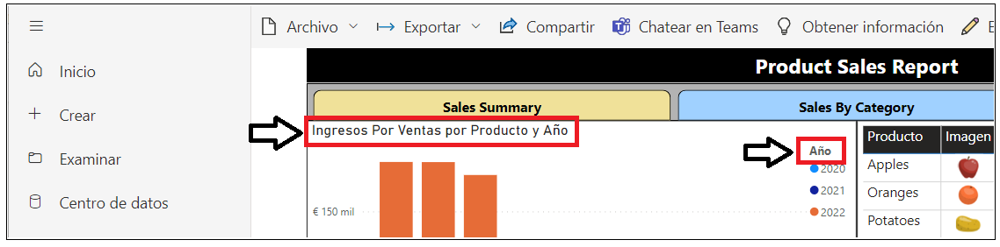 Archivo
Exportar
Compartir
Chatear en Teams
Obtener información
Inicio
Crear
Examinar
Centro de datos
Product Sales Report
Sales Summary
Sales By Category
Ingresos Por Ventas por Producto y Año
Año
2020
2021
2022
€ 150 mil
Producto Imagen
Apples
Oranges
Potatoes